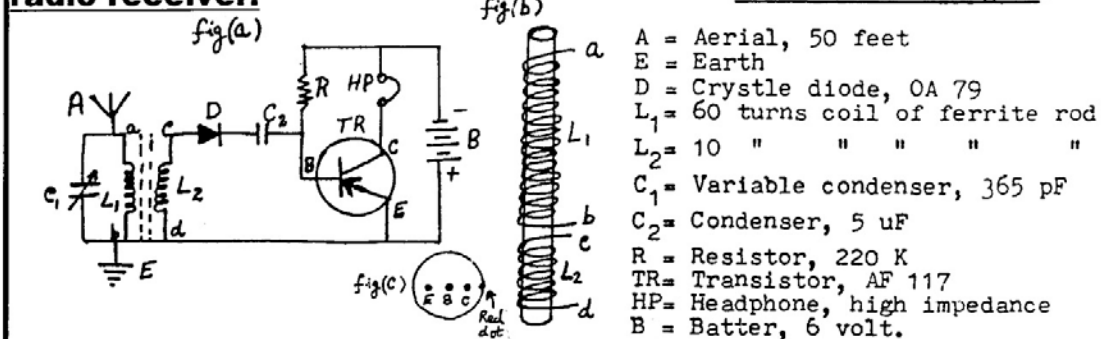 radio receiver.
fig(a)
A
a
C
D
C2
R
HP
TR
C
B
E
B
-
+
C1
L1
L2
b
d
E
fig(c)
E B C
Red
dot
fig(b)
a
L1
b
c
L2
d
A = Aerial, 50 feet
E = Earth
D = Crystle diode, OA 79
L1= 60 turns coil of ferrite rod
L2= 10 " " " " "
C1= Variable condenser, 365 pF
C2= Condenser, 5 uF
R = Resistor, 220 K
TR= Transistor, AF 117
HP= Headphone, high impedance
B = Batter, 6 volt.